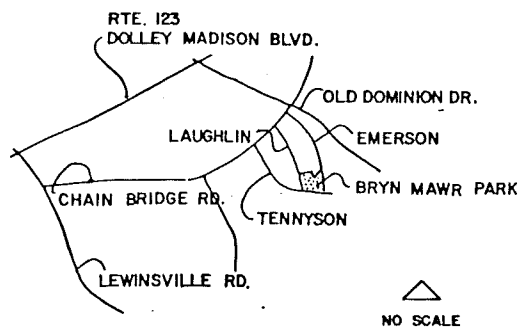 RTE. 123
DOLLEY MADISON BLVD.
OLD DOMINION DR.
LAUGHLIN
EMERSON
BRYN MAWR PARK
CHAIN BRIDGE RD.
TENNYSON
LEWINSVILLE RD.
NO SCALE